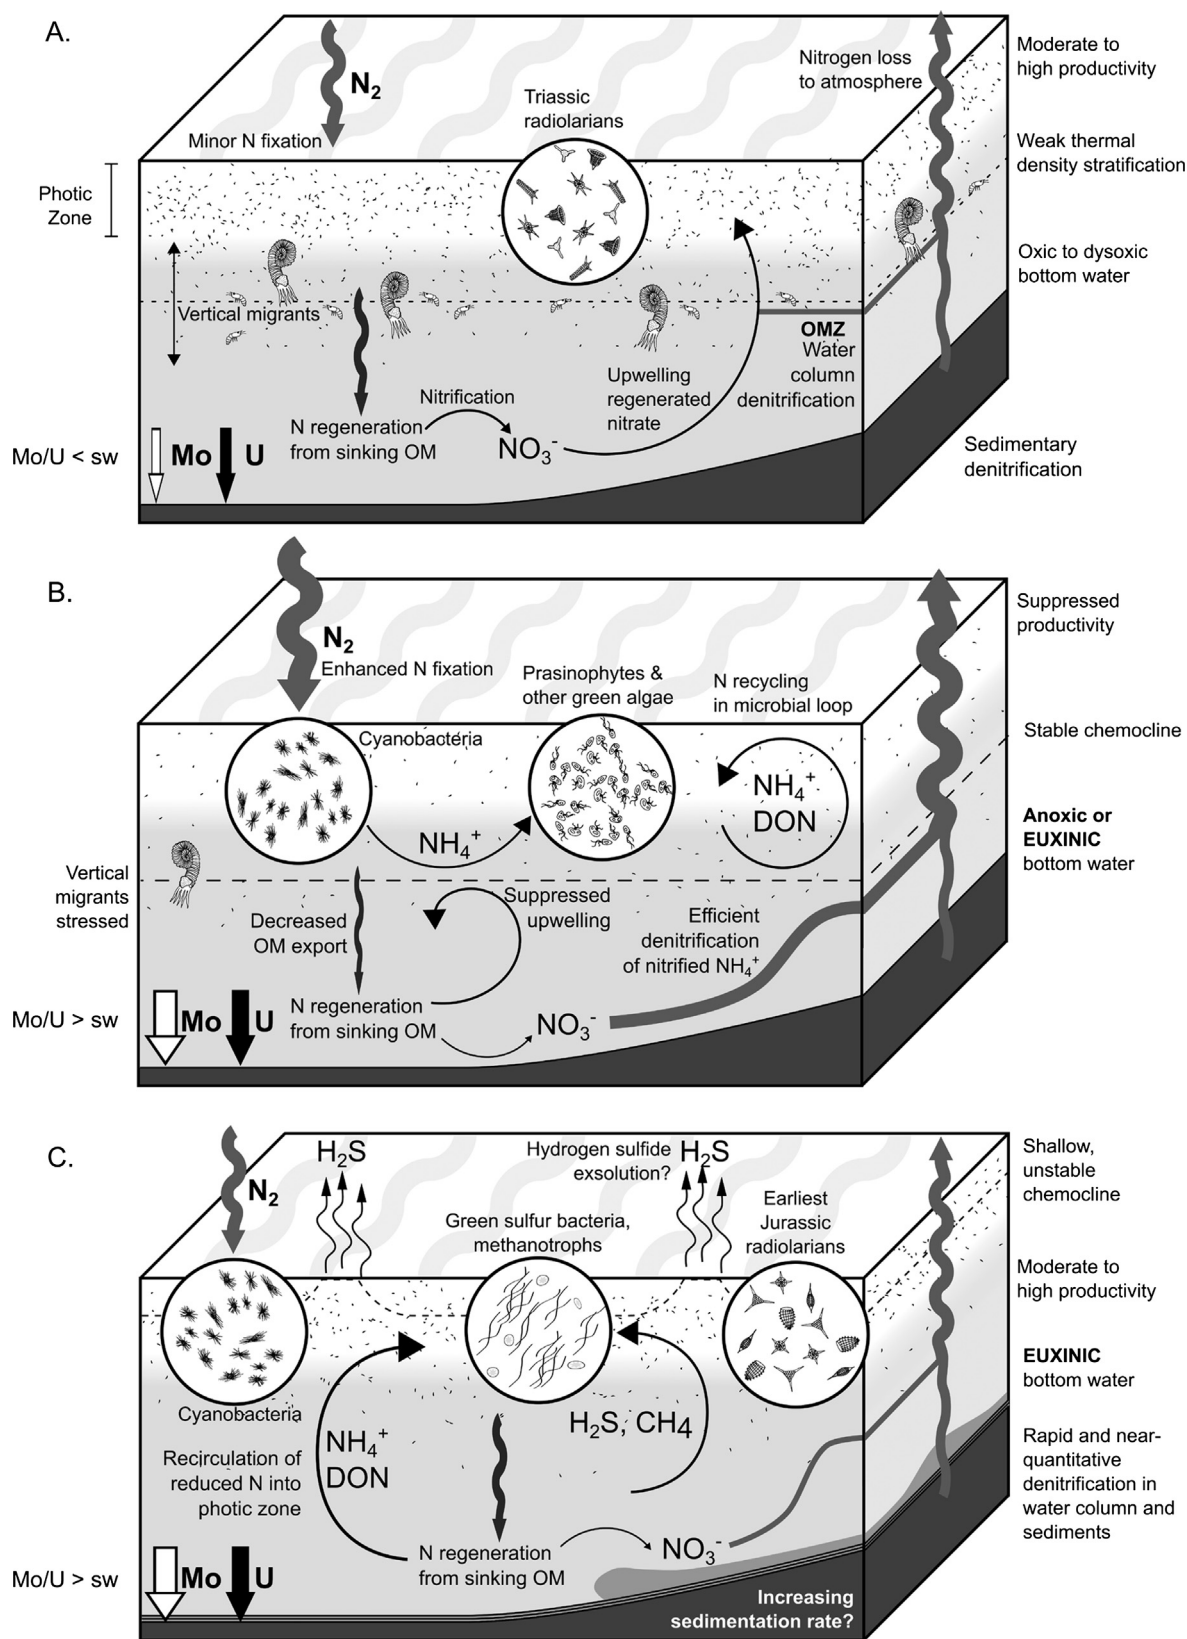 A.
N2
Minor N fixation
Triassic
radiolarians
Nitrogen loss
to atmosphere
Moderate to
high productivity
Weak thermal
density stratification
Oxic to dysoxic
bottom water
Photic
Zone
Vertical migrants
OMZ
Water
column
denitrification
Upwelling
regenerated
nitrate
Nitrification
N regeneration
from sinking OM
NO3-
Sedimentary
denitrification
Mo/U < sw
Mo
U
B.
N2
Enhanced N fixation
Cyanobacteria
Prasinophytes &
other green algae
N recycling
in microbial loop
NH4+
DON
NH4+
Suppressed
productivity
Stable chemocline
Anoxic or
EUXINIC
bottom water
Vertical
migrants
stressed
Decreased
OM export
Suppressed
upwelling
Efficient
denitrification
of nitrified NH4+
N regeneration
from sinking OM
NO3-
Mo/U > sw
Mo
U
C.
N2
H2S
Hydrogen sulfide
exsolution?
H2S
Green sulfur bacteria,
methanotrophs
Earliest
Jurassic
radiolarians
Shallow,
unstable
chemocline
Moderate to
high productivity
EUXINIC
bottom water
Rapid and near-
quantitative
denitrification in
water column and
sediments
Cyanobacteria
Recirculation of
reduced N into
photic zone
NH4+
DON
H2S, CH4
N regeneration
from sinking OM
NO3-
Mo/U > sw
Mo
U
Increasing
sedimentation rate?